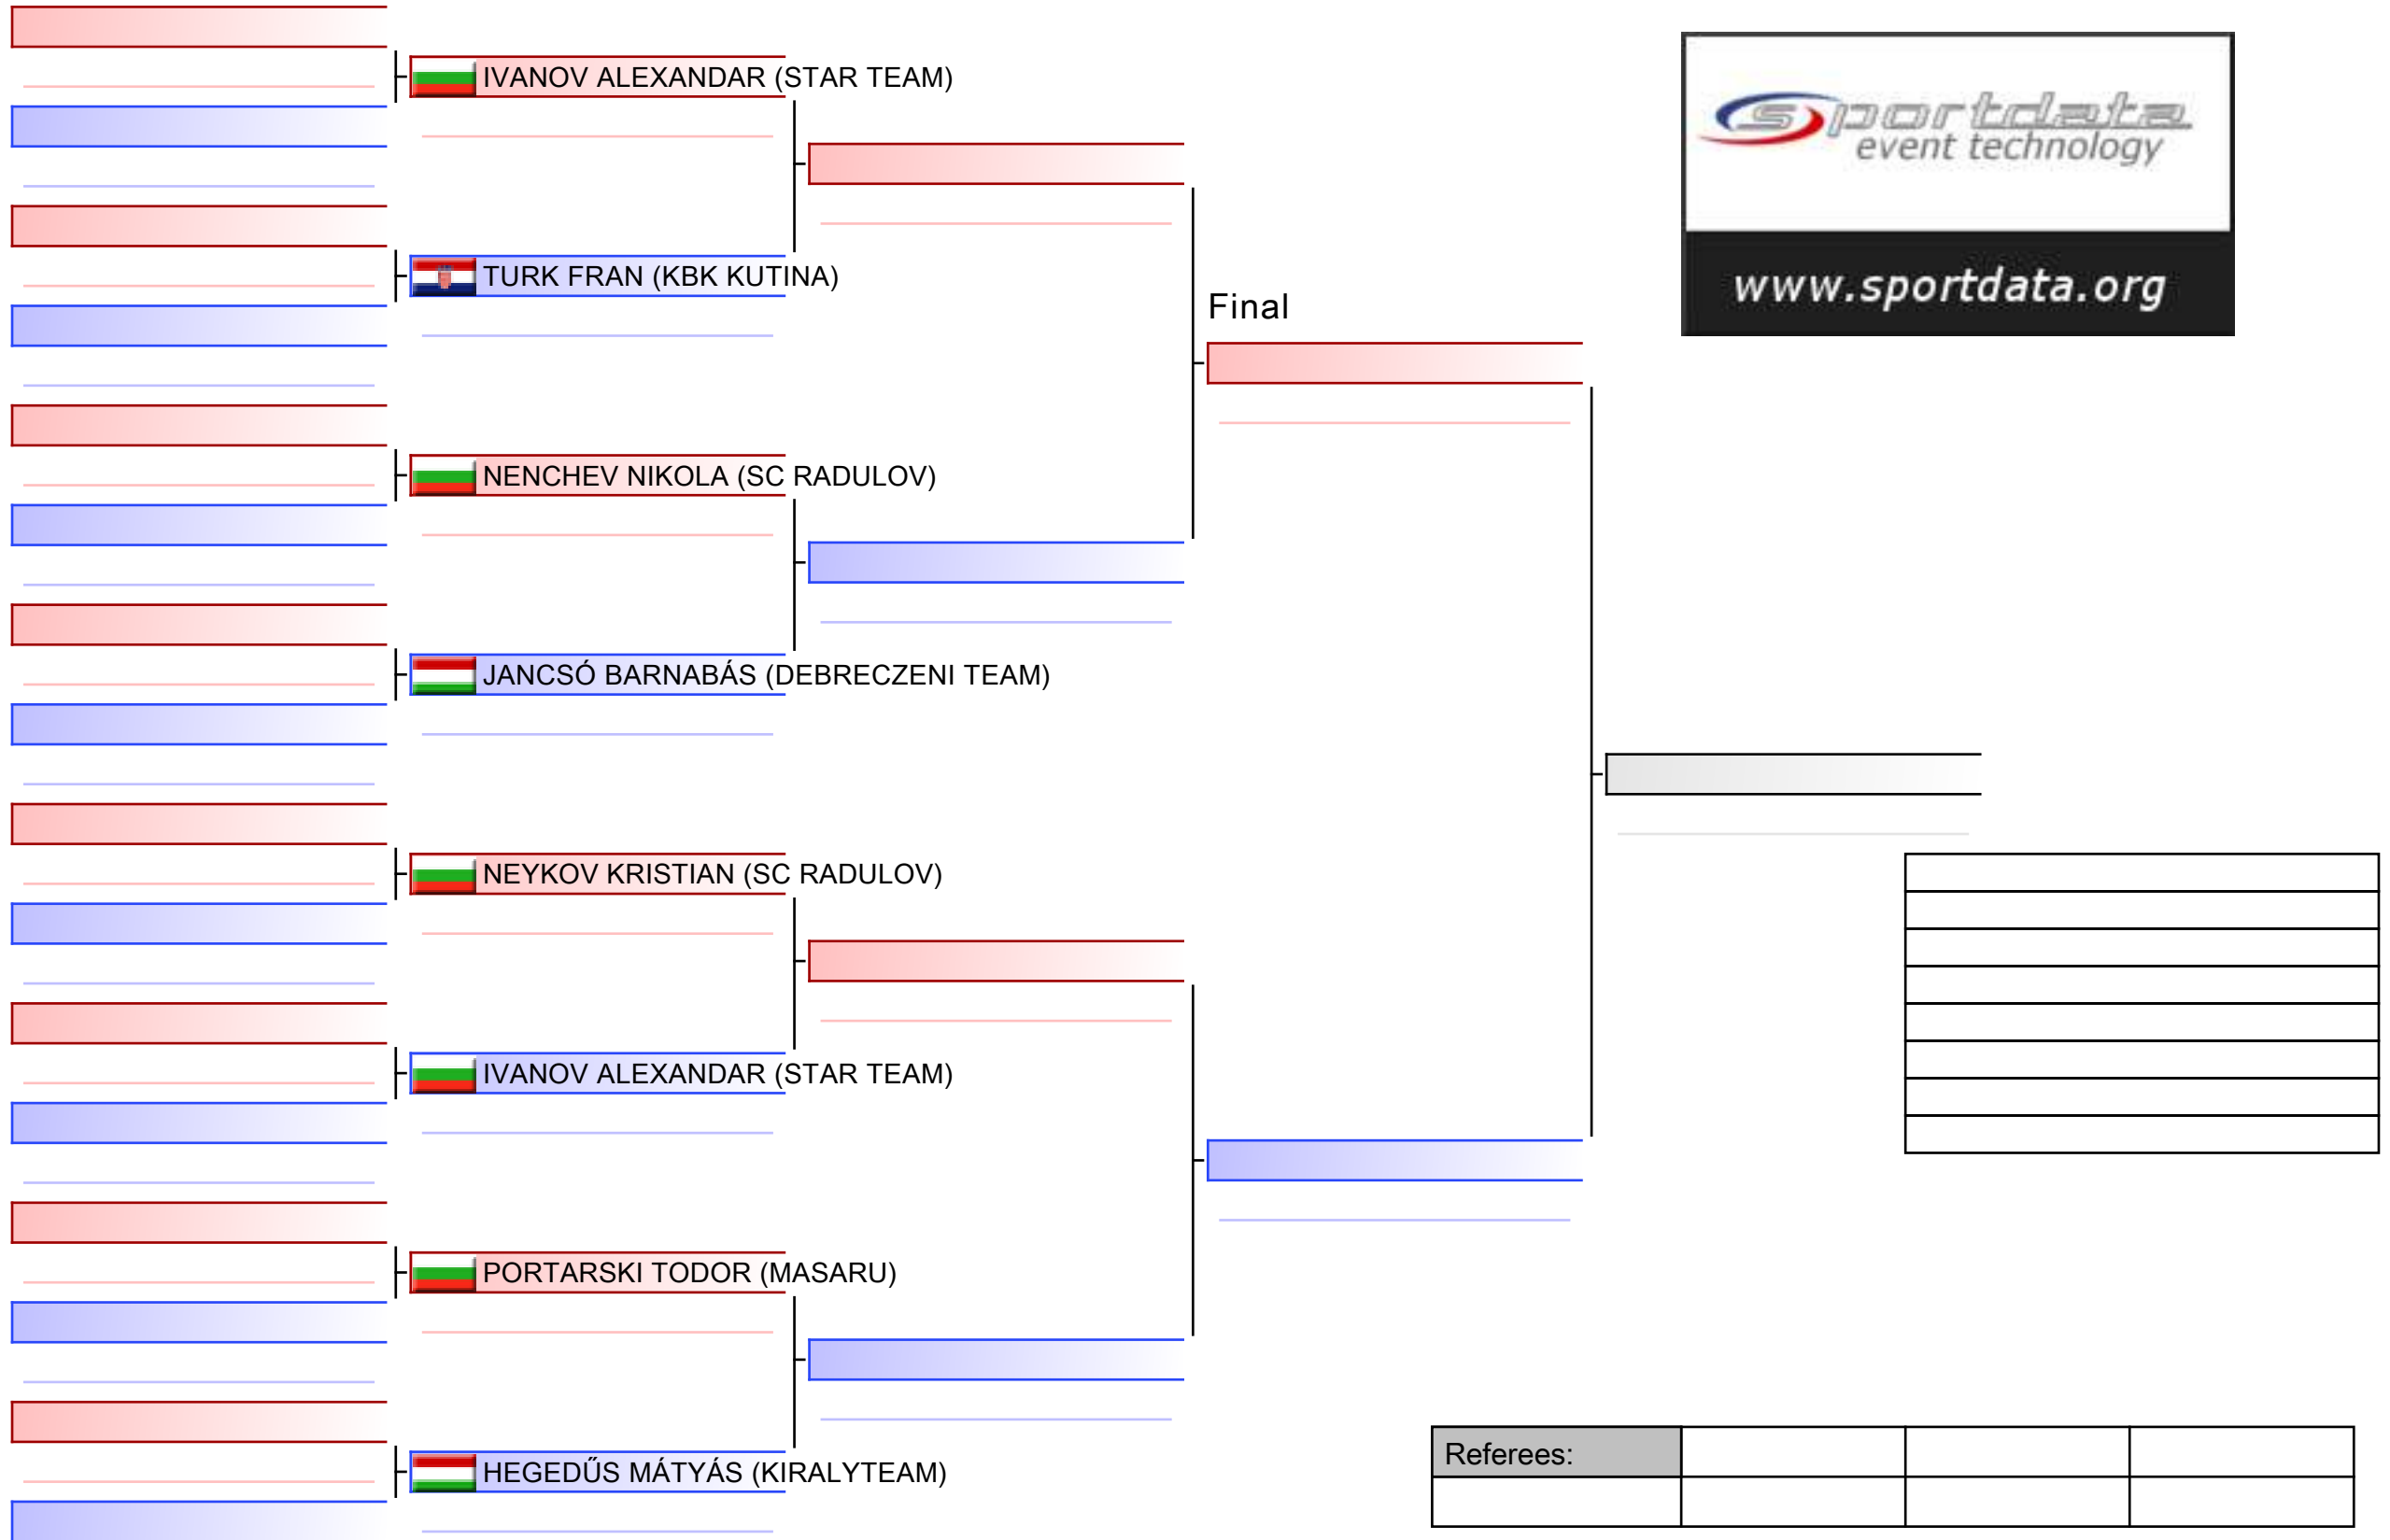 IVANOV ALEXANDAR (STAR TEAM)
TURK FRAN (KBK KUTINA)
NENCHEV NIKOLA (SC RADULOV)
JANCSÓ BARNABÁS (DEBRECZENI TEAM)
NEYKOV KRISTIAN (SC RADULOV)
IVANOV ALEXANDAR (STAR TEAM)
PORTARSKI TODOR (MASARU)
HEGEDŰS MÁTYÁS (KIRALYTEAM)
Final
sportdata
event technology
www.sportdata.org
Referees: